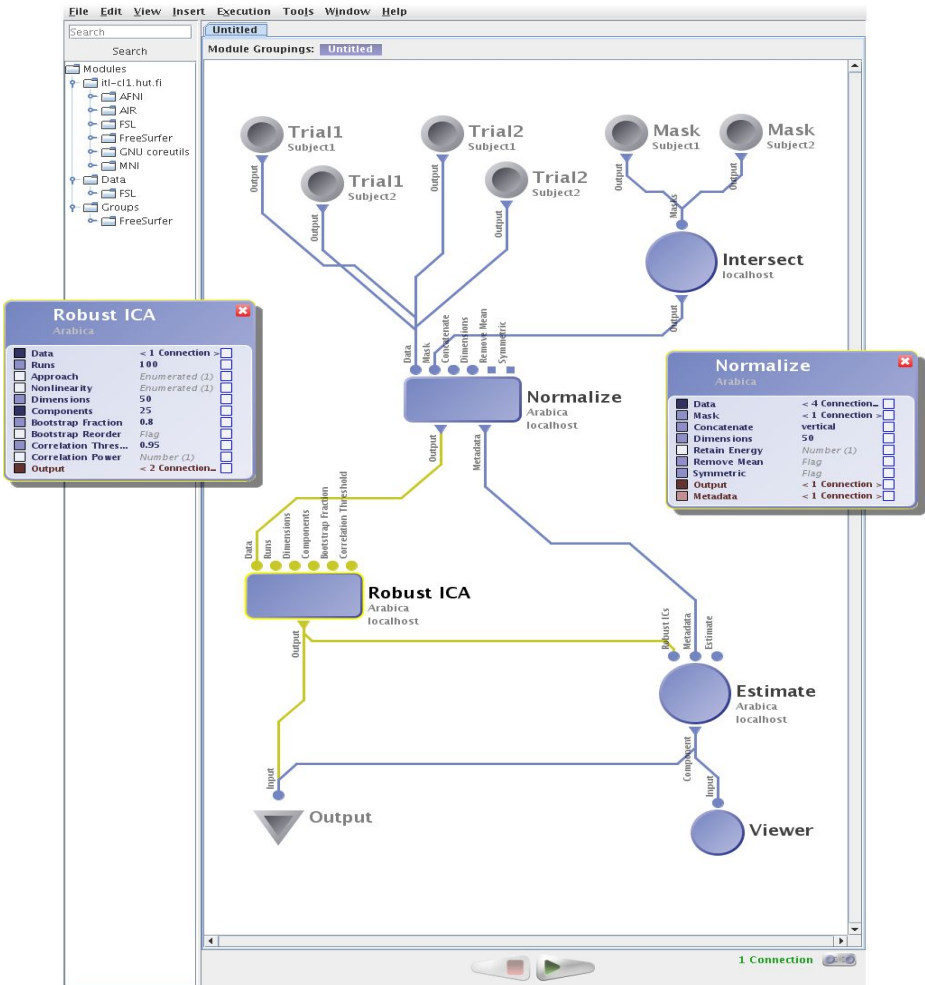 File Edit View Insert Execution Tools Window Help
Search
Search
Modules
itl-cl1.hut.fi
AFNI
AIR
FSL
FreeSurfer
GNU coreutils
MNI
Data
FSL
Groups
FreeSurfer
Untitled
Module Groupings: Untitled
Trial1
Subject1
Output
Trial1
Subject2
Output
Trial2
Subject1
Output
Trial2
Subject2
Output
Mask
Subject1
Output
Mask
Subject2
Output
Masks
Intersect
localhost
Output
Data
Mask
Concatenate
Dimensions
Remove Mean
Symmetric
Normalize
Arabica
localhost
Output
Metadata
Robust ICA
Arabica
Data < 1 Connection >
Runs 100
Approach Enumerated (1)
Nonlinearity Enumerated (1)
Dimensions 50
Components 25
Bootstrap Fraction 0.8
Bootstrap Reorder Flag
Correlation Thres... 0.95
Correlation Power Number (1)
Output < 2 Connection...
Normalize
Arabica
Data < 4 Connection...
Mask < 1 Connection >
Concatenate vertical
Dimensions 50
Retain Energy Number (1)
Remove Mean Flag
Symmetric Flag
Output < 1 Connection >
Metadata < 1 Connection >
Data
Runs
Dimensions
Components
Bootstrap Fraction
Correlation Threshold
Robust ICA
Arabica
localhost
Output
Robust ICs
Metadata
Estimate
Estimate
Arabica
localhost
Component
Input
Output
Input
Viewer
1 Connection